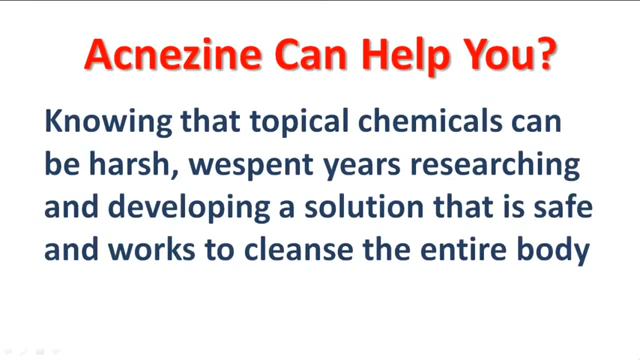 Acnezine Can Help You?
Knowing that topical chemicals can
be harsh, wespent years researching
and developing a solution that is safe
and works to cleanse the entire body